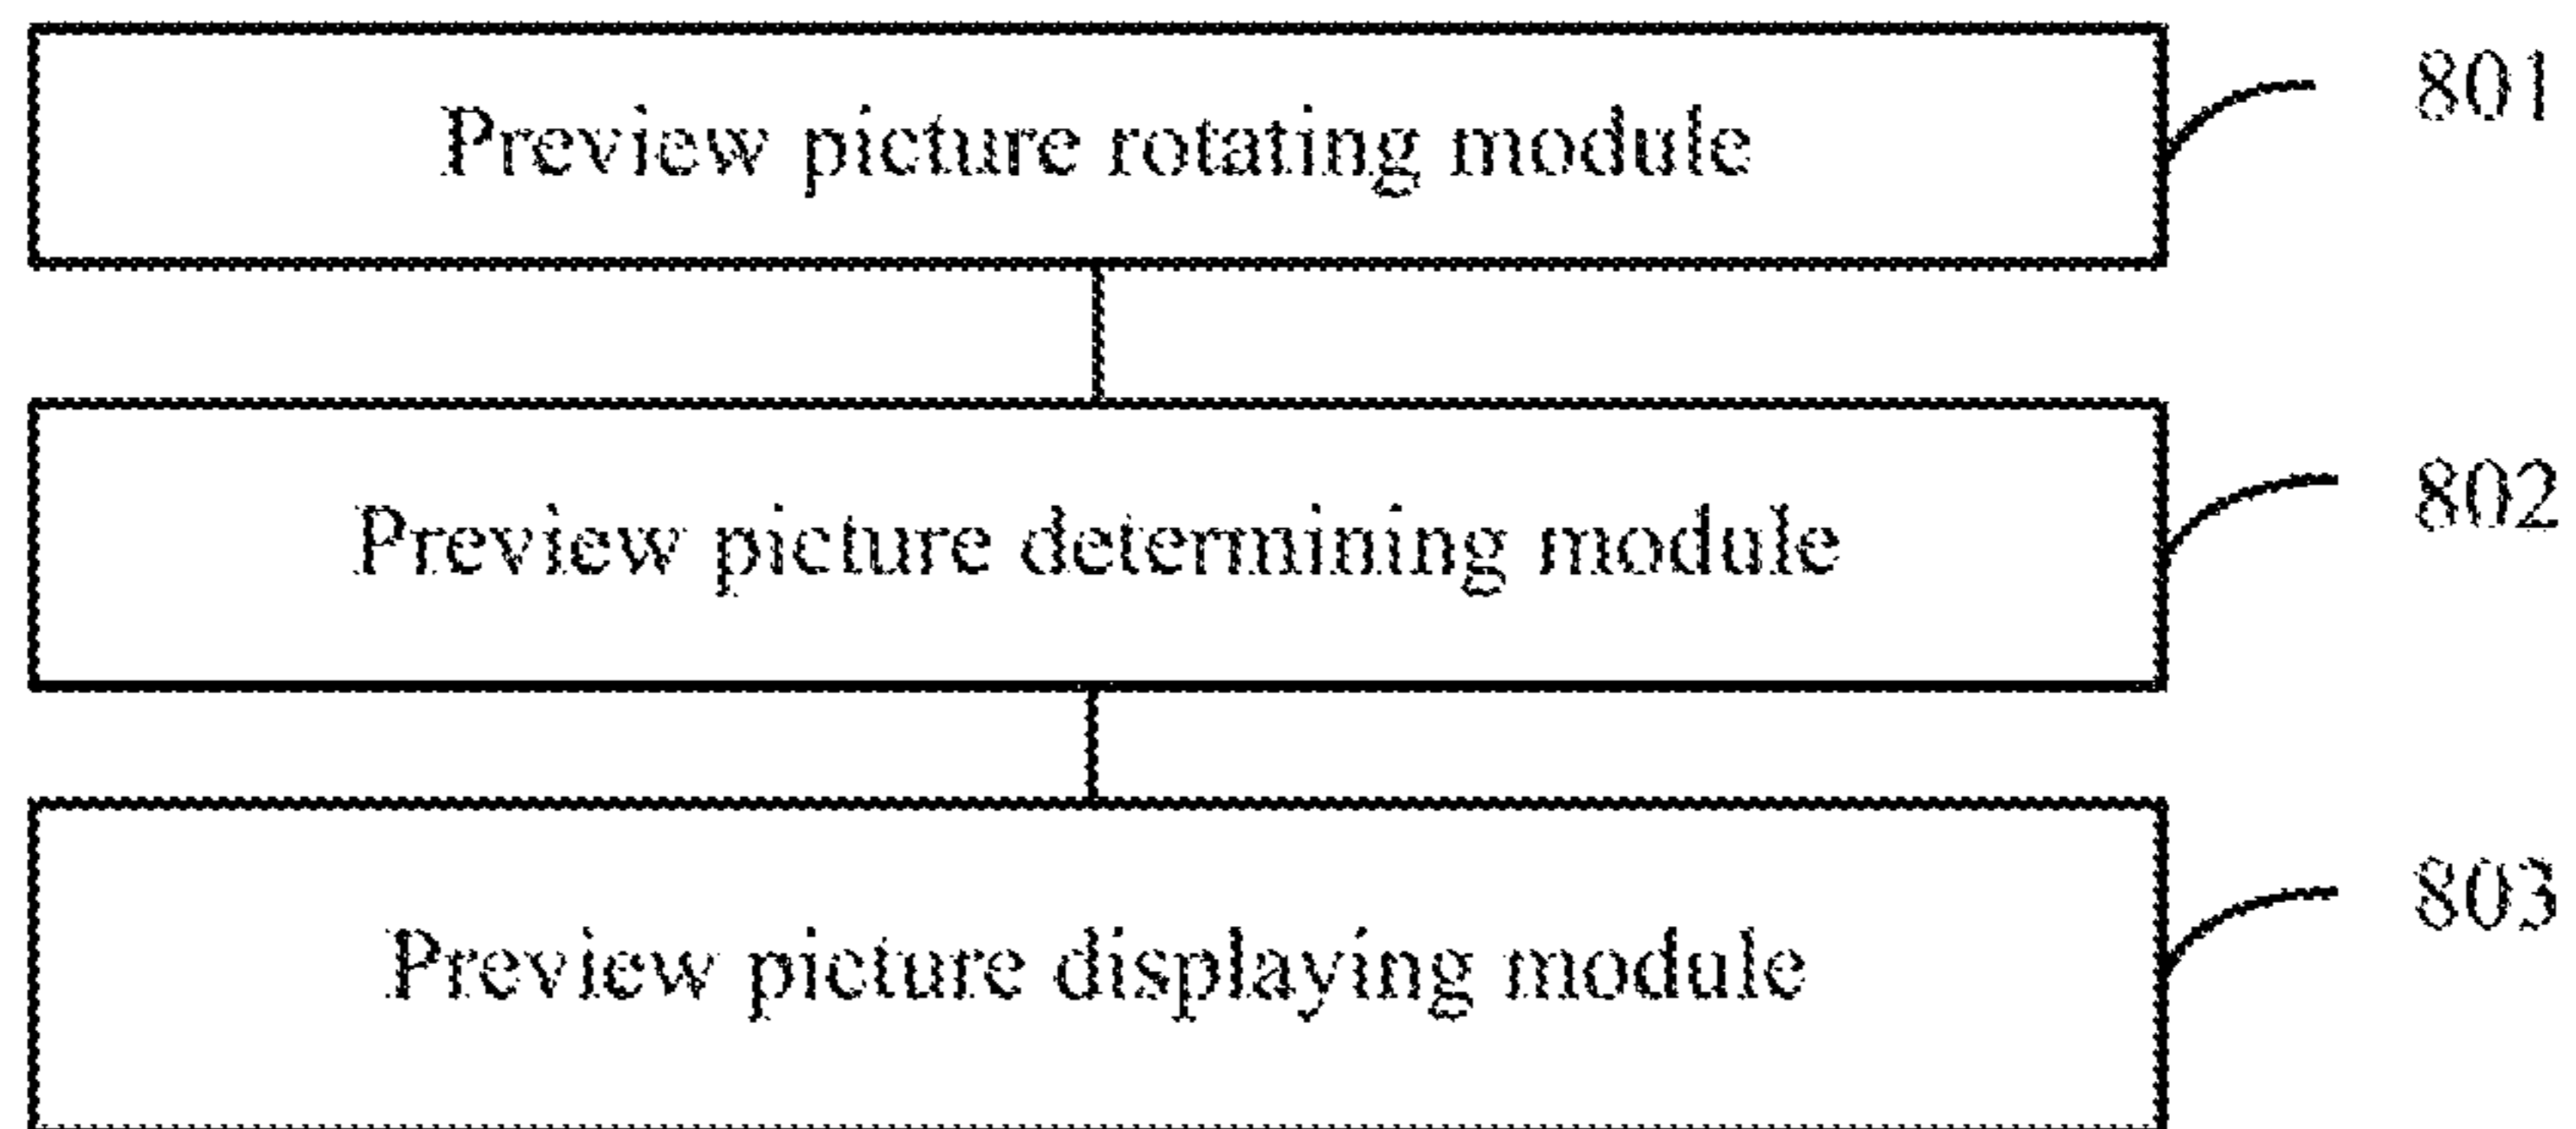 Preview picture rotating module 801
Preview picture determining module 802
Preview picture displaying module 803